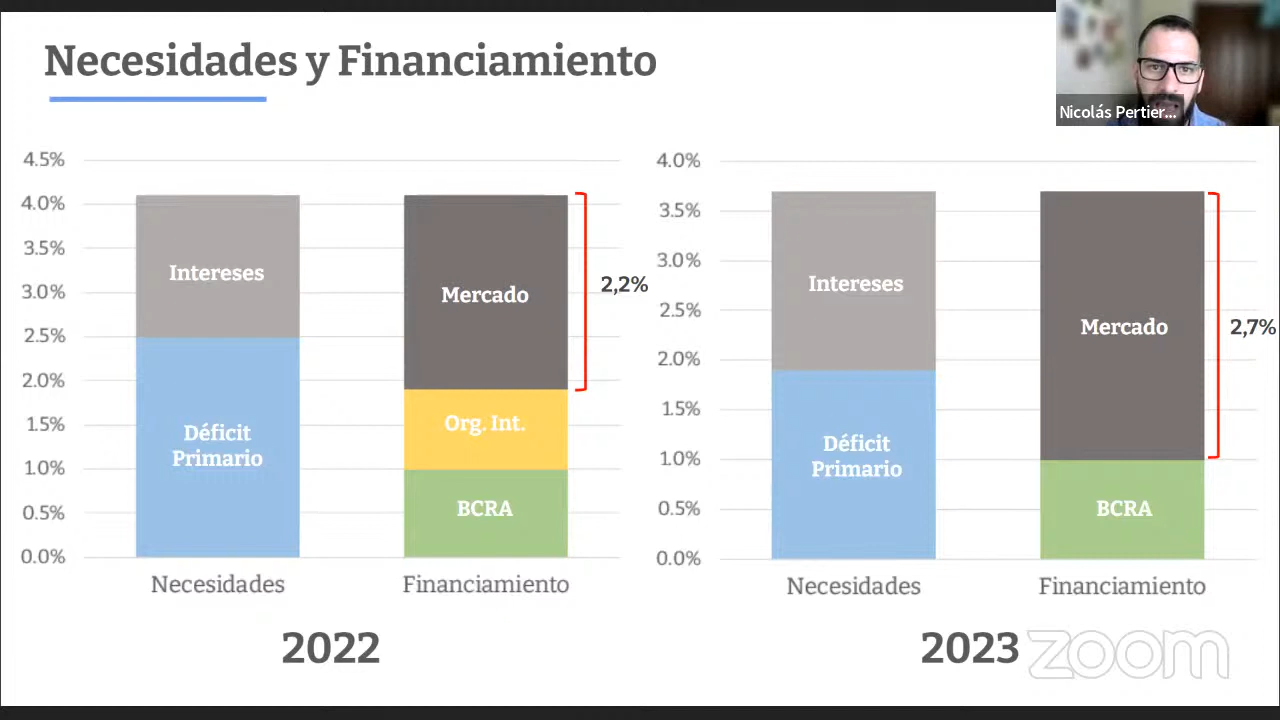 Necesidades y Financiamiento
Nicolás Pertier...
4.5%
4.0%
3.5%
3.0%
2.5%
2.0%
1.5%
1.0%
0.5%
0.0%
Intereses
Déficit
Primario
Mercado
Org. Int.
BCRA
2,2%
Necesidades
Financiamiento
2022
4.0%
3.5%
3.0%
2.5%
2.0%
1.5%
1.0%
0.5%
0.0%
Intereses
Déficit
Primario
Mercado
BCRA
2,7%
Necesidades
Financiamiento
2023
zoom